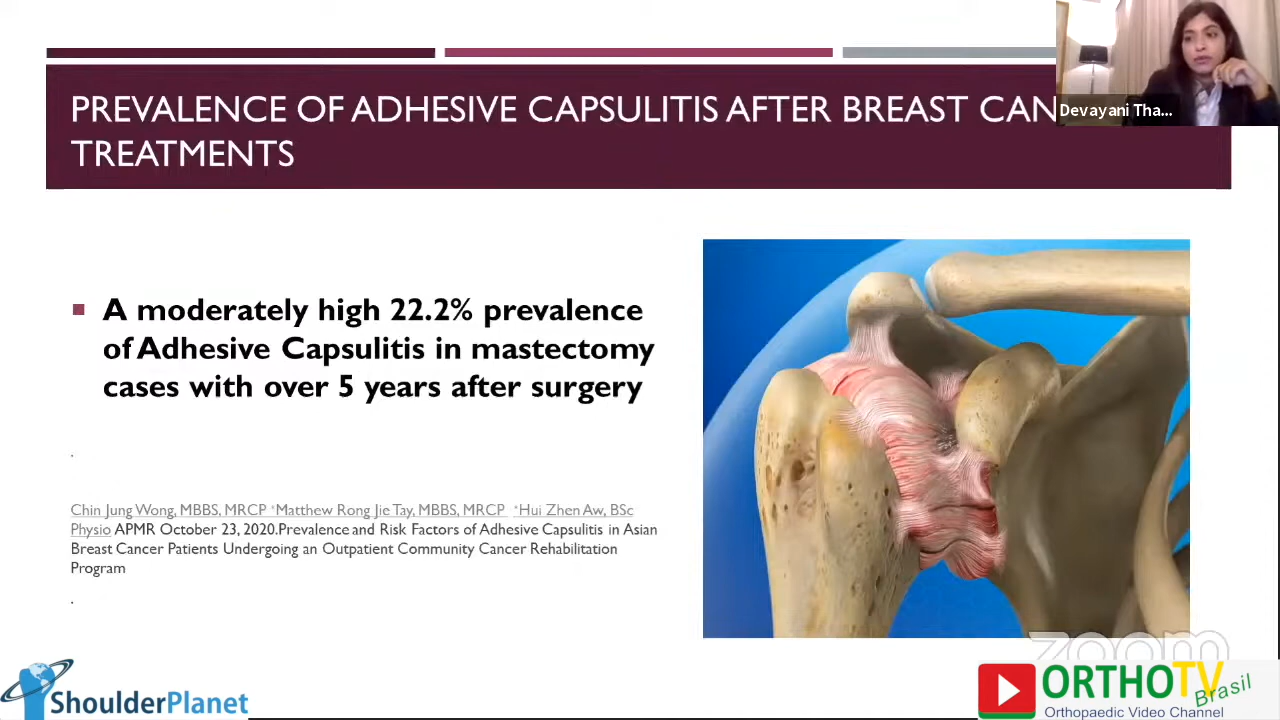 PREVALENCE OF ADHESIVE CAPSULITIS AFTER BREAST CAN
TREATMENTS
Devayani Tha...
A moderately high 22.2% prevalence
of Adhesive Capsulitis in mastectomy
cases with over 5 years after surgery
.
Chin Jung Wong, MBBS, MRCP *Matthew Rong Jie Tay, MBBS, MRCP *Hui Zhen Aw, BSc
Physio APMR October 23, 2020.Prevalence and Risk Factors of Adhesive Capsulitis in Asian
Breast Cancer Patients Undergoing an Outpatient Community Cancer Rehabilitation
Program
.
zoom
ShoulderPlanet
ORTHOTV
Brasil
Orthopaedic Video Channel